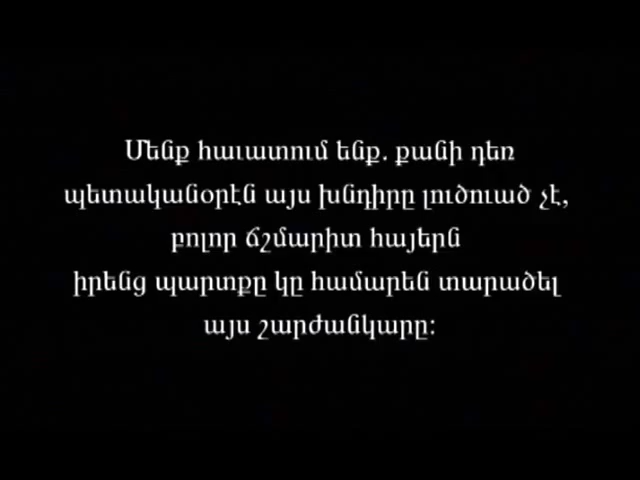 Մենք հաւատում ենք. քանի դեռ
պետականօրէն այս խնդիրը լուծուած չէ,
բոլոր ճշմարիտ հայերն
իրենց պարտքը կը համարեն տարածել
այս շարժանկարը: